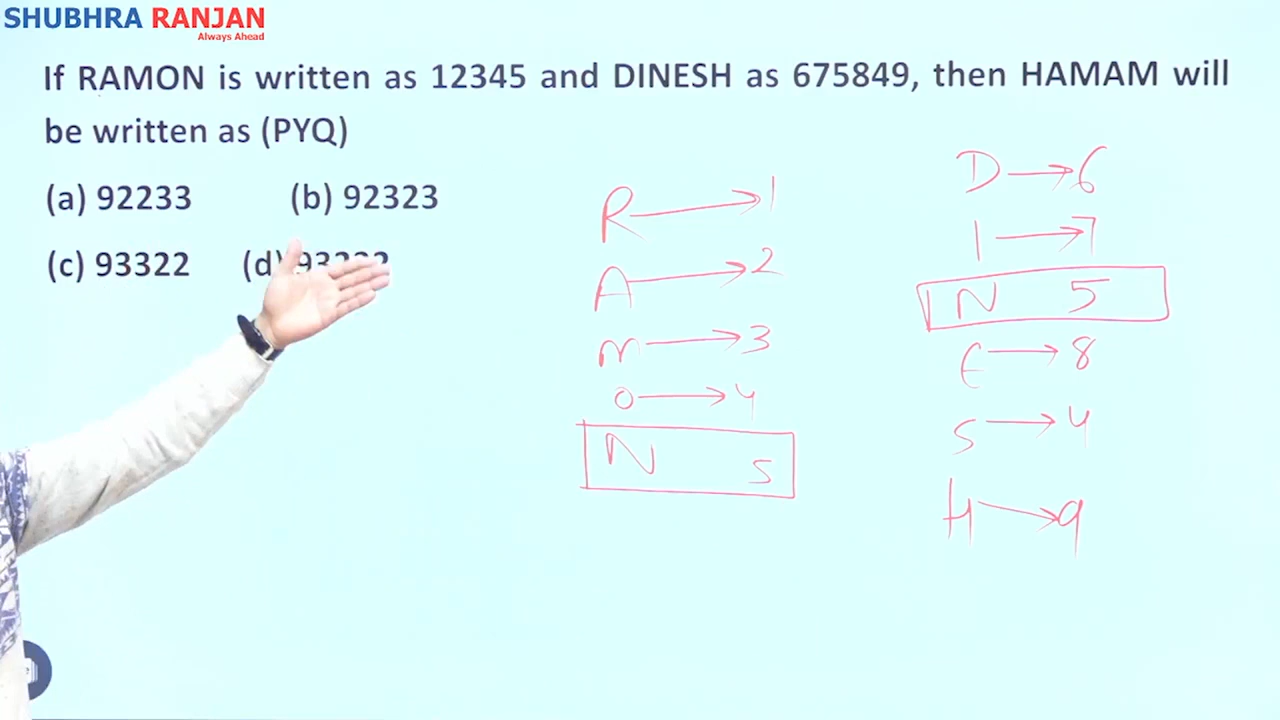 SHUBHRA RANJAN
Always Ahead
If RAMON is written as 12345 and DINESH as 675849, then HAMAM will
be written as (PYQ)
(a) 92233 (b) 92323
(c) 93322 (d)
R → 1
A → 2
M → 3
O → 4
N 5
D → 6
I → 7
N 5
E → 8
S → 4
H → 9